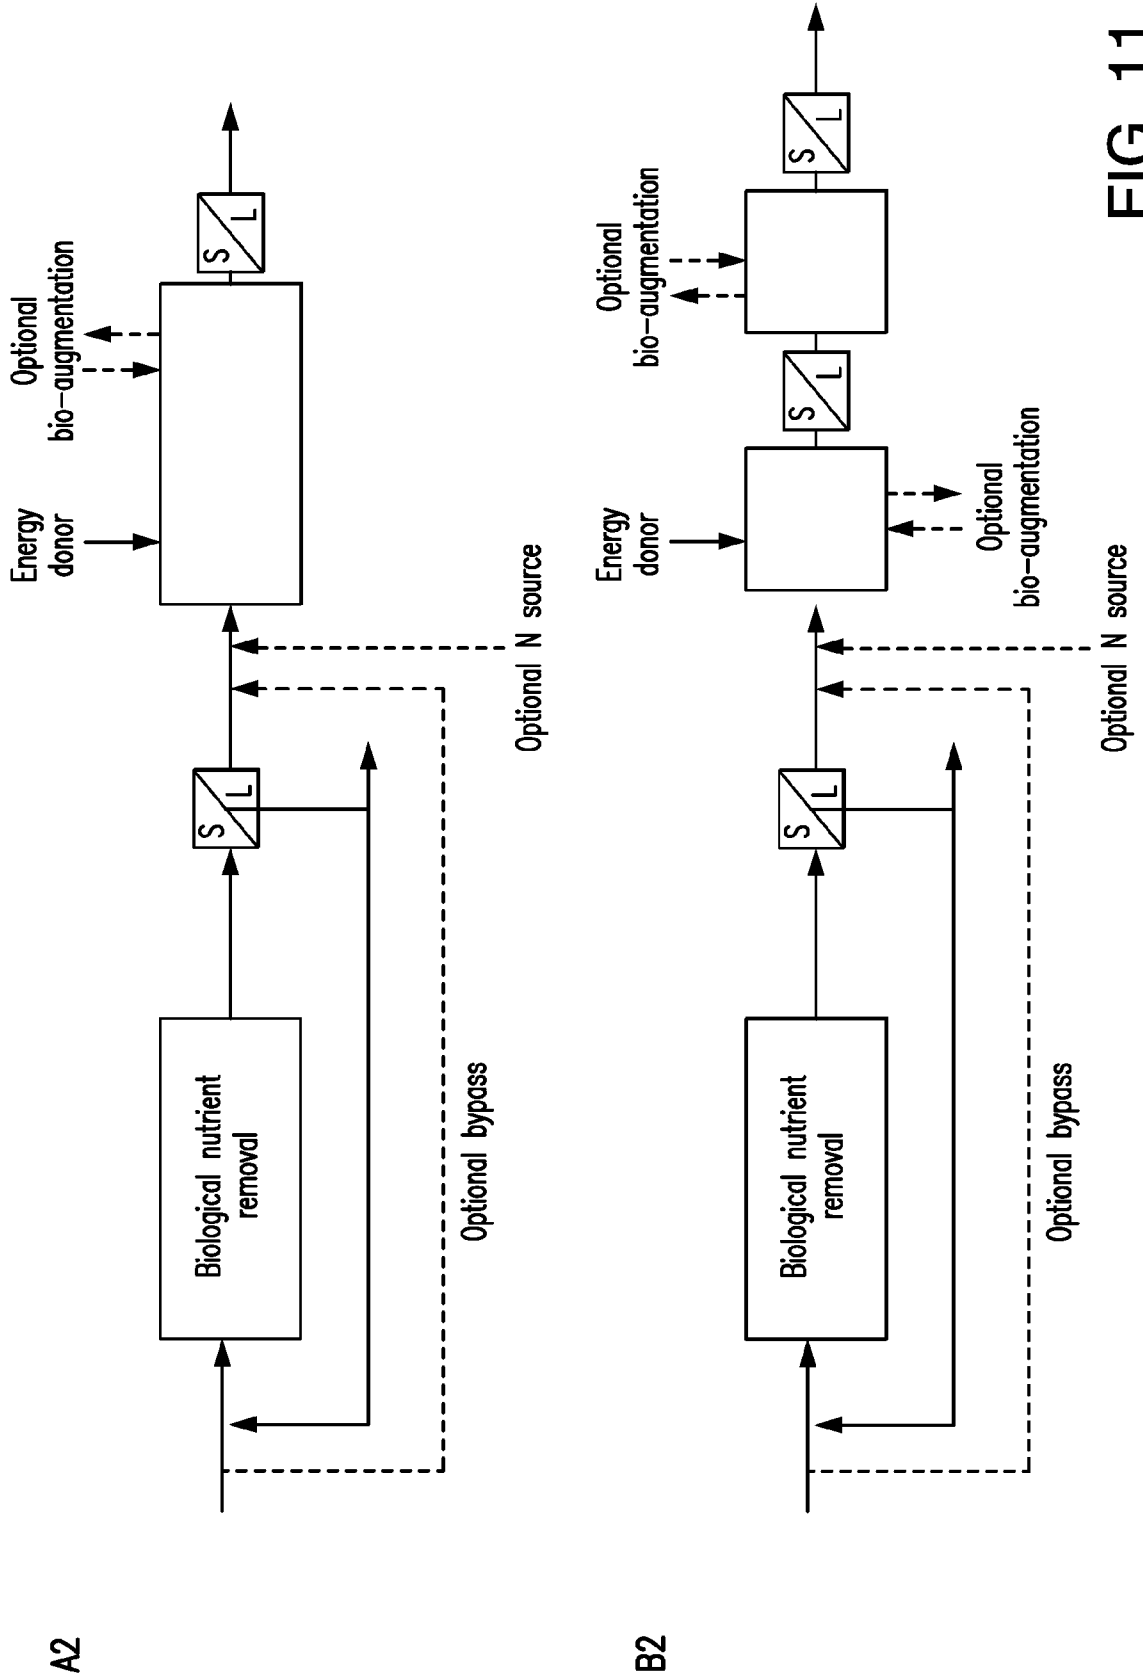 A2
Biological nutrient
removal
Optional bypass
S
L
Optional N source
Energy
donor
Optional
bio-augmentation
S
L
B2
Biological nutrient
removal
Optional bypass
S
L
Optional N source
Energy
donor
Optional
bio-augmentation
S
L
Optional
bio-augmentation
S
L
FIG. 11